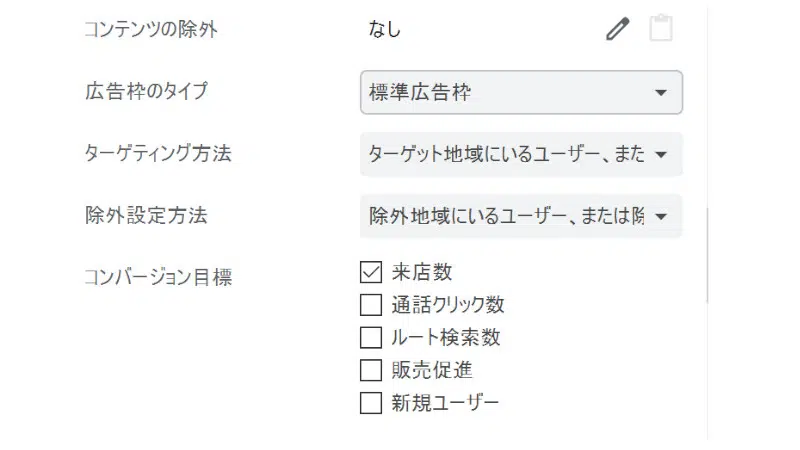 コンテンツの除外 なし
広告枠のタイプ 標準広告枠
ターゲティング方法 ターゲット地域にいるユーザー、また
除外設定方法 除外地域にいるユーザー、または除
コンバージョン目標 来店数
通話クリック数
ルート検索数
販売促進
新規ユーザー